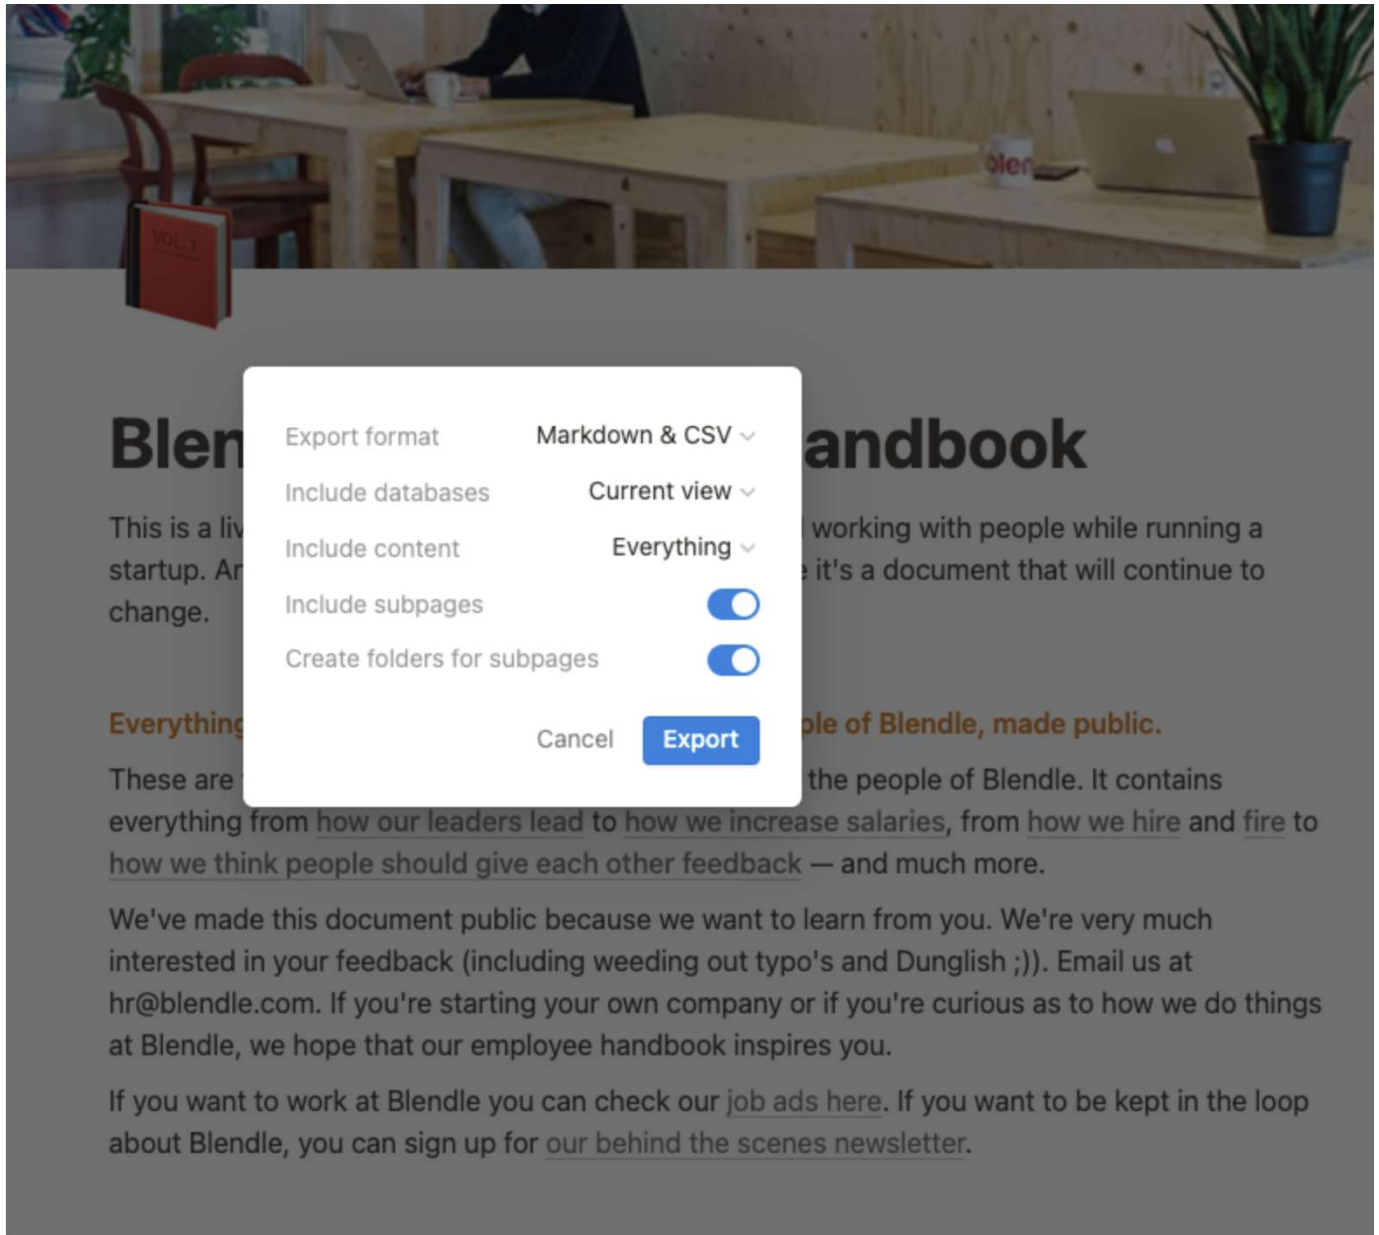 blen
VOL. 1
Blen
andbook
Export format Markdown & CSV
Include databases Current view
Include content Everything
Include subpages
Create folders for subpages
Cancel Export
This is a liv
working with people while running a
startup. Ar
it's a document that will continue to
change.
Everything
ple of Blendle, made public.
These are
the people of Blendle. It contains
everything from how our leaders lead to how we increase salaries, from how we hire and fire to
how we think people should give each other feedback — and much more.
We've made this document public because we want to learn from you. We're very much
interested in your feedback (including weeding out typo's and Dunglish ;)). Email us at
hr@blendle.com. If you're starting your own company or if you're curious as to how we do things
at Blendle, we hope that our employee handbook inspires you.
If you want to work at Blendle you can check our job ads here. If you want to be kept in the loop
about Blendle, you can sign up for our behind the scenes newsletter.